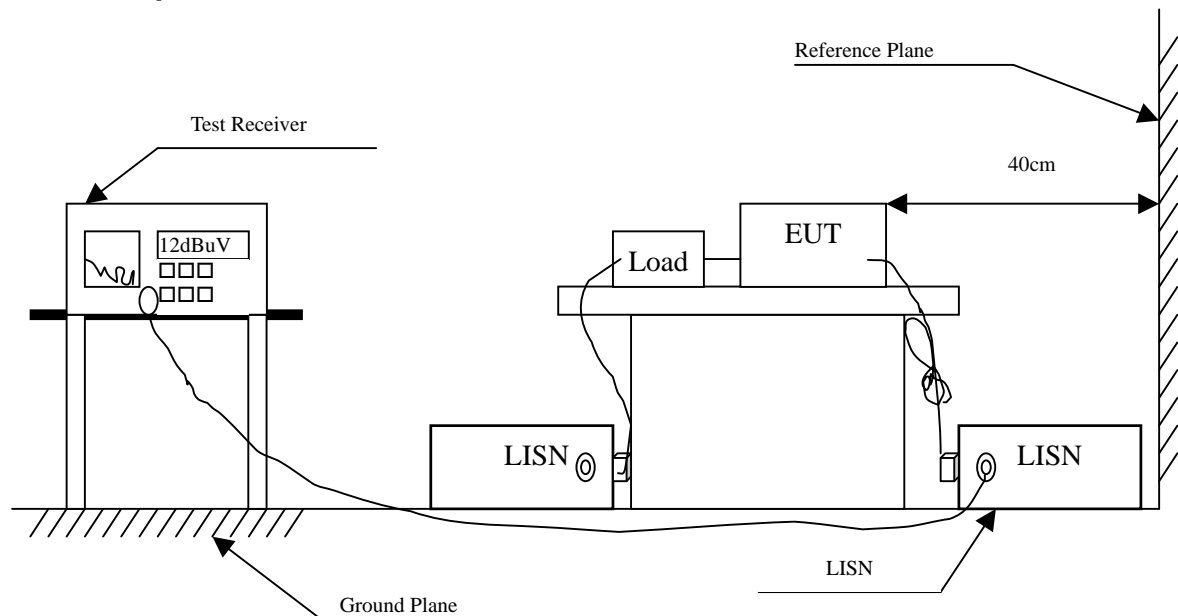 Reference Plane
Test Receiver
40cm
12dBuV
EUT
Load
LISN
LISN
LISN
Ground Plane